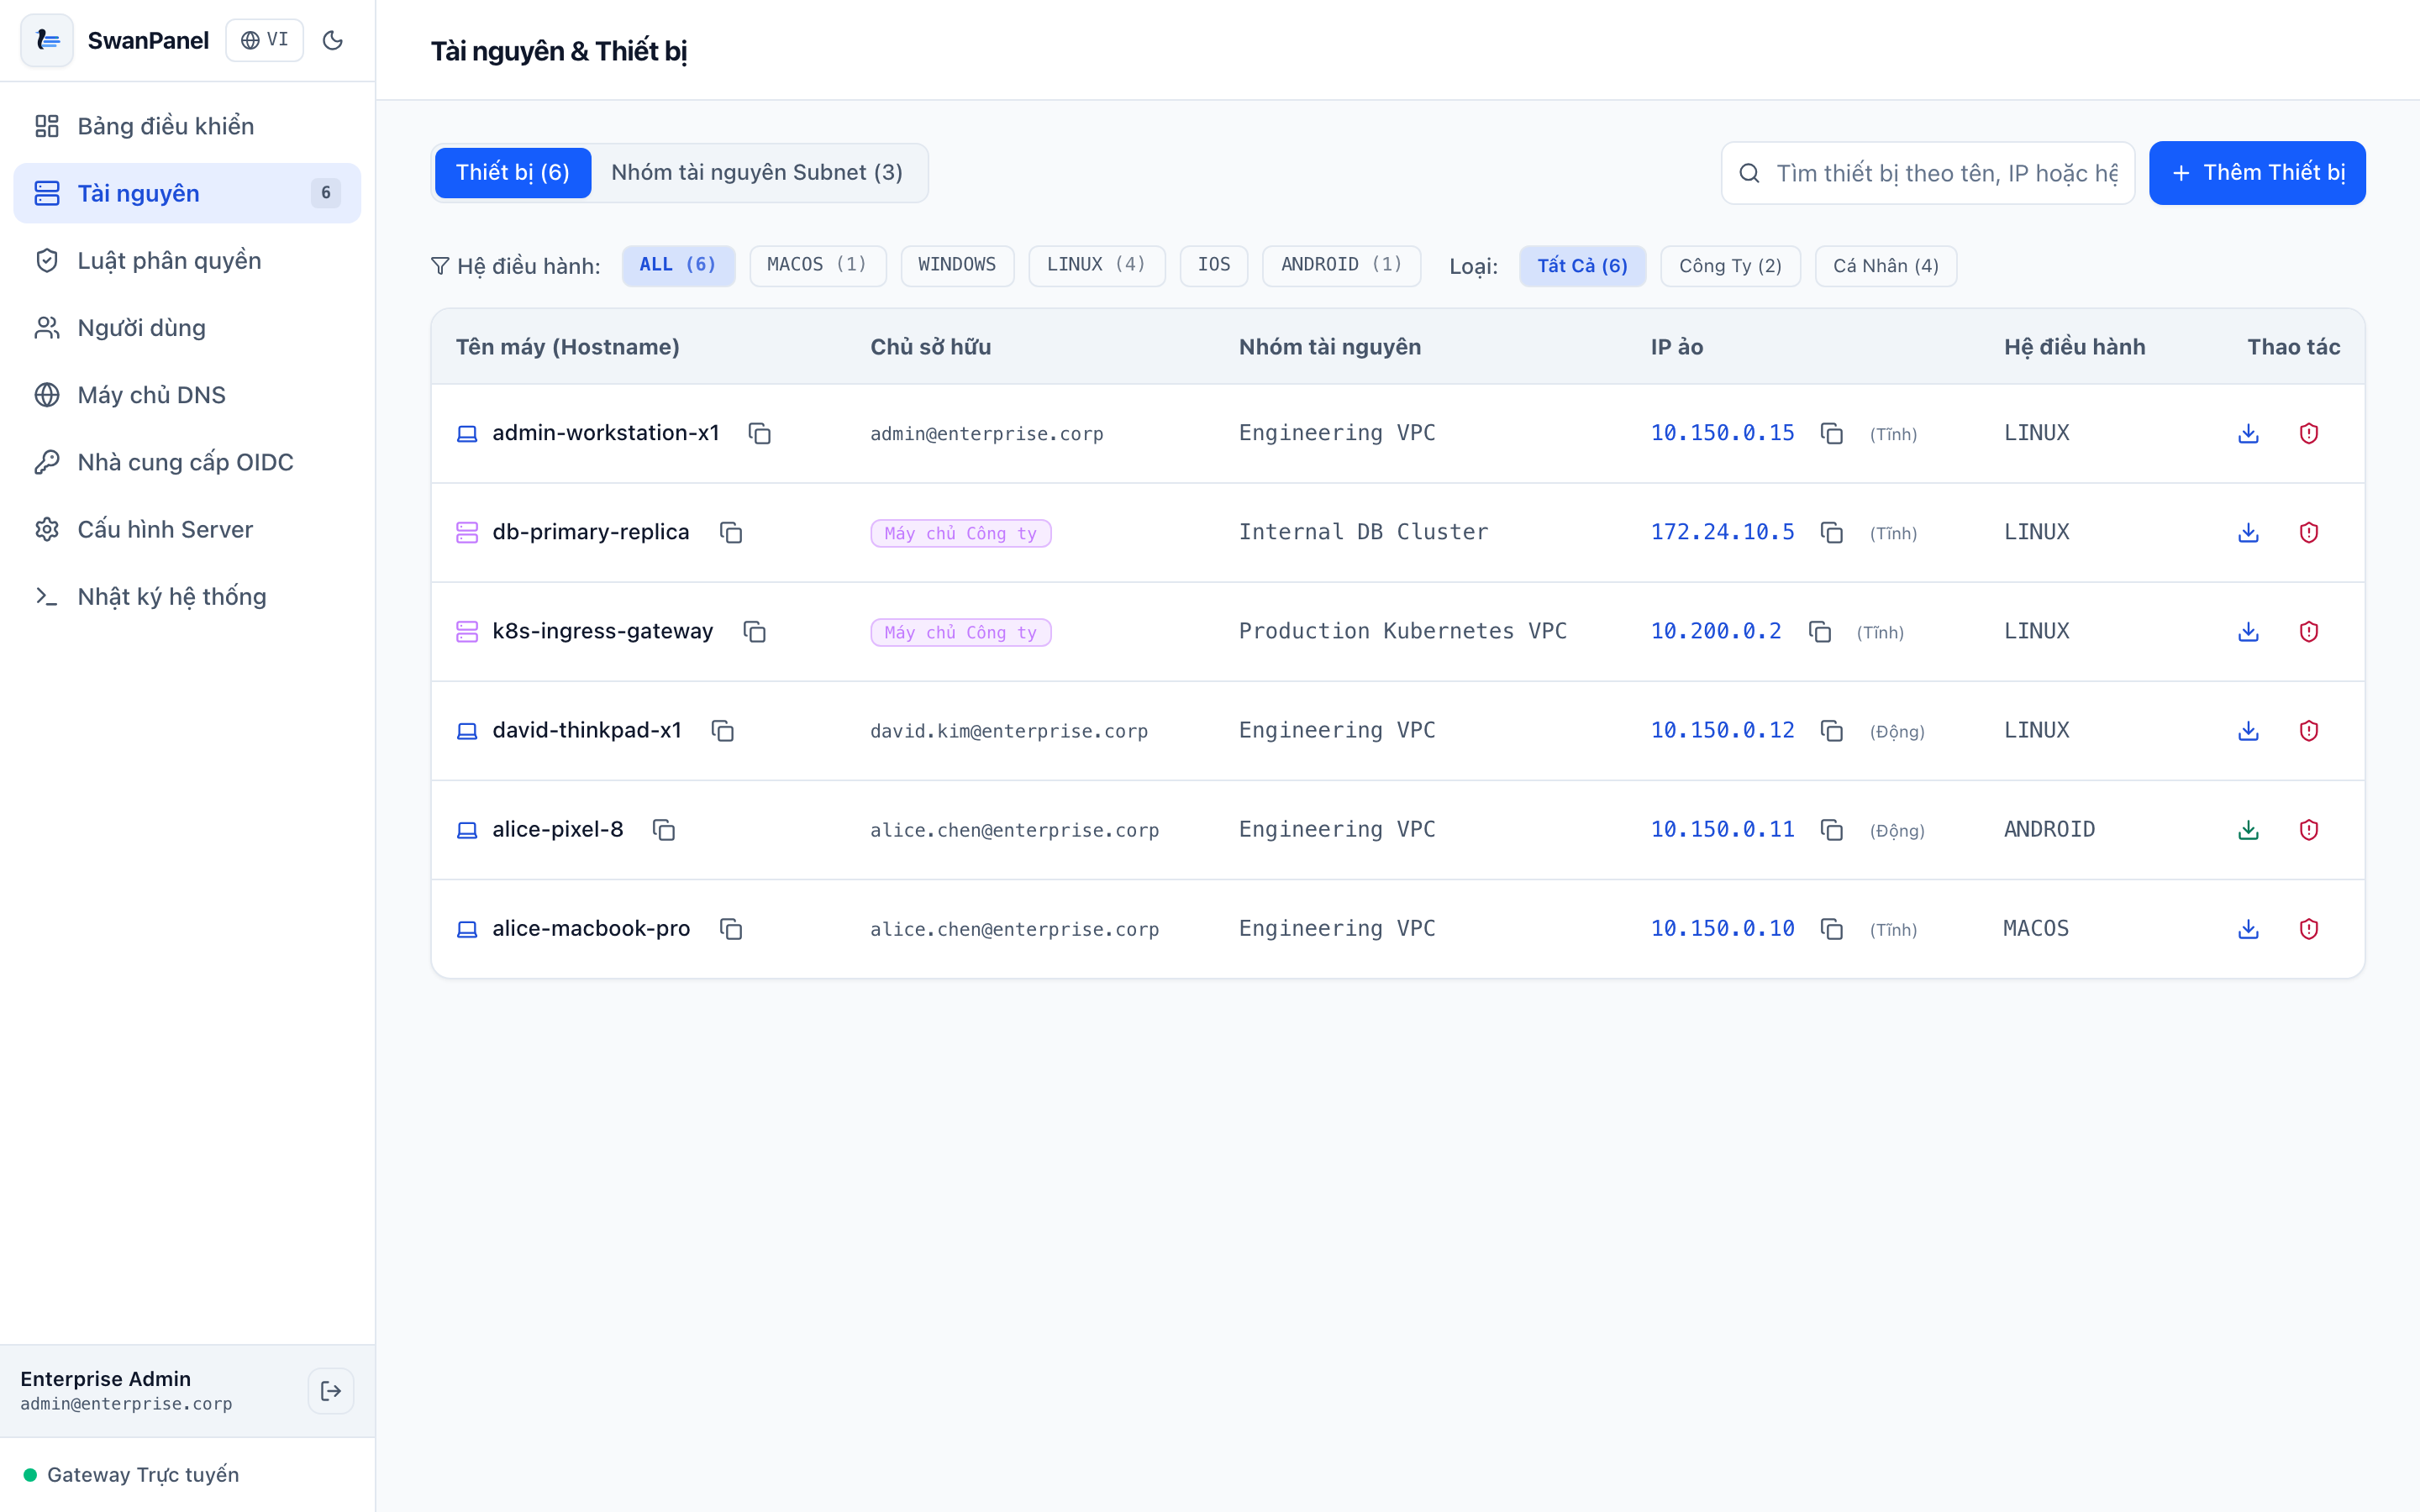 SwanPanel VI
Bảng điều khiển
Tài nguyên 6
Luật phân quyền
Người dùng
Máy chủ DNS
Nhà cung cấp OIDC
Cấu hình Server
Nhật ký hệ thống
Enterprise Admin
admin@enterprise.corp
Gateway Trực tuyến
Tài nguyên & Thiết bị
Thiết bị (6) Nhóm tài nguyên Subnet (3) Tìm thiết bị theo tên, IP hoặc hệ Thêm Thiết bị
Hệ điều hành: ALL (6) MACOS (1) WINDOWS LINUX (4) IOS ANDROID (1) Loại: Tất Cả (6) Công Ty (2) Cá Nhân (4)
Tên máy (Hostname) Chủ sở hữu Nhóm tài nguyên IP ảo Hệ điều hành Thao tác
admin-workstation-x1 admin@enterprise.corp Engineering VPC 10.150.0.15 (Tĩnh) LINUX
db-primary-replica Máy chủ Công ty Internal DB Cluster 172.24.10.5 (Tĩnh) LINUX
k8s-ingress-gateway Máy chủ Công ty Production Kubernetes VPC 10.200.0.2 (Tĩnh) LINUX
david-thinkpad-x1 david.kim@enterprise.corp Engineering VPC 10.150.0.12 (Động) LINUX
alice-pixel-8 alice.chen@enterprise.corp Engineering VPC 10.150.0.11 (Động) ANDROID
alice-macbook-pro alice.chen@enterprise.corp Engineering VPC 10.150.0.10 (Tĩnh) MACOS